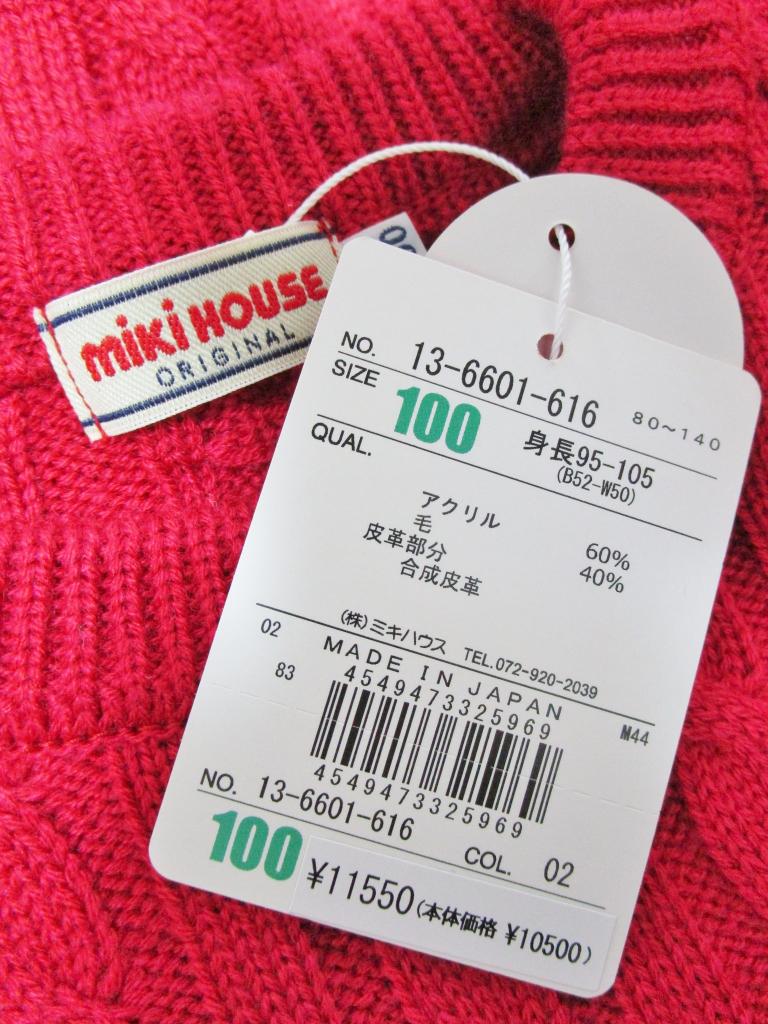 miki HOUSE
ORIGINAL
00
NO. 13-6601-616 80~140
SIZE 100 身長95-105
(B52-W50)
QUAL.
アクリル 60%
毛 40%
皮革部分
合成皮革
(株)ミキハウス TEL.072-920-2039
02 MADE IN JAPAN
83 4549473325969 M44
4549473325969
NO. 13-6601-616
100 COL. 02
¥11550(本体価格 ¥10500)